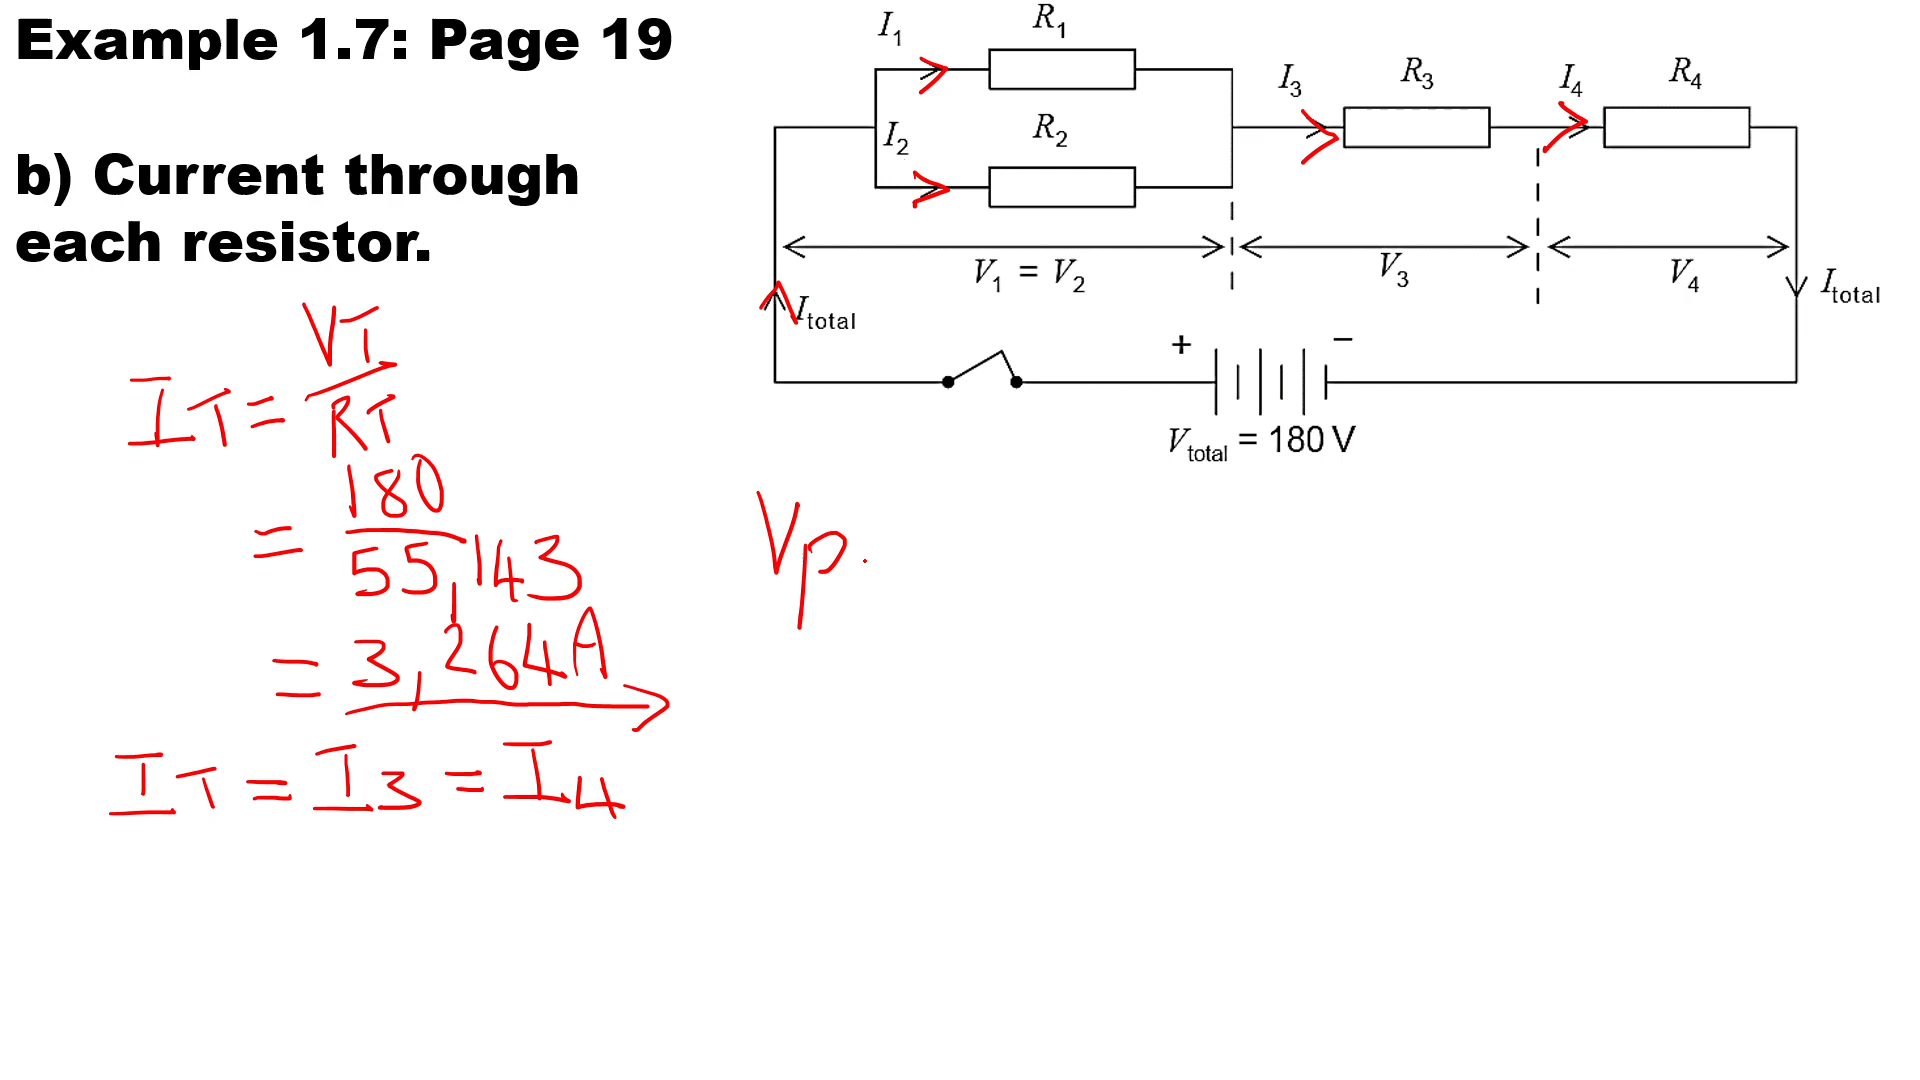 Example 1.7: Page 19
b) Current through
each resistor.
I₁
R₁
I₂
R₂
I₃
R₃
I₄
R₄
V₁ = V₂
V₃
V₄
Itotal
Itotal
+
−
Vtotal = 180 V
IT = VT/RT
= 180/55,143
= 3,264A
IT = I3 = I4
Vp.